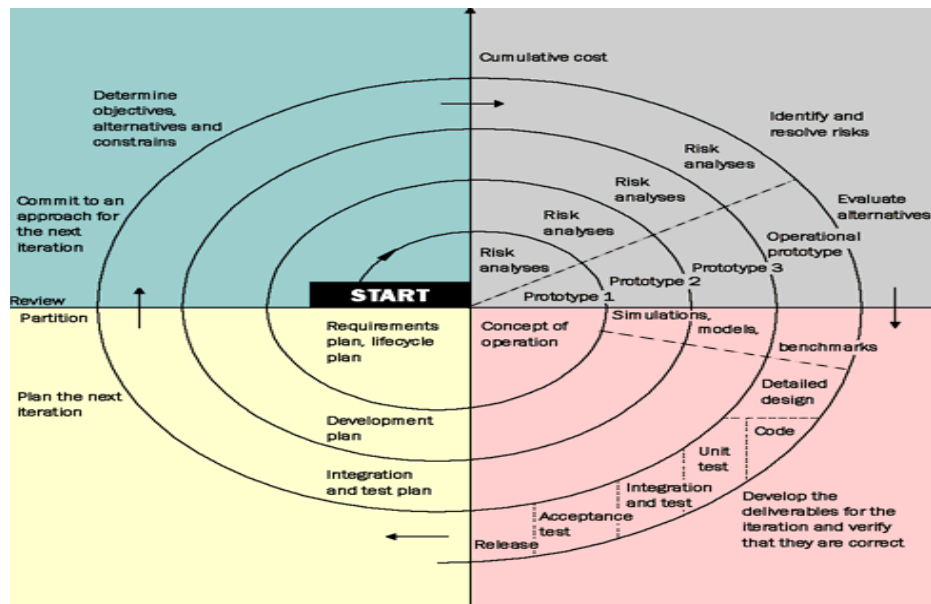 Cumulative cost
Determine
objectives,
alternatives and
constrains
Identify and
resolve risks
Risk
analyses
Risk
analyses
Risk
analyses
Risk
analyses
Commit to an
approach for
the next
iteration
Evaluate
alternatives
Operational
prototype
Prototype 3
Prototype 2
Prototype 1
START
Review
Partition
Requirements
plan, lifecycle
plan
Concept of
operation
Simulations,
models,
benchmarks
Plan the next
iteration
Detailed
design
Development
plan
Code
Unit
test
Integration
and test plan
Integration
and test
Acceptance
test
Release
Develop the
deliverables for the
iteration and verify
that they are correct